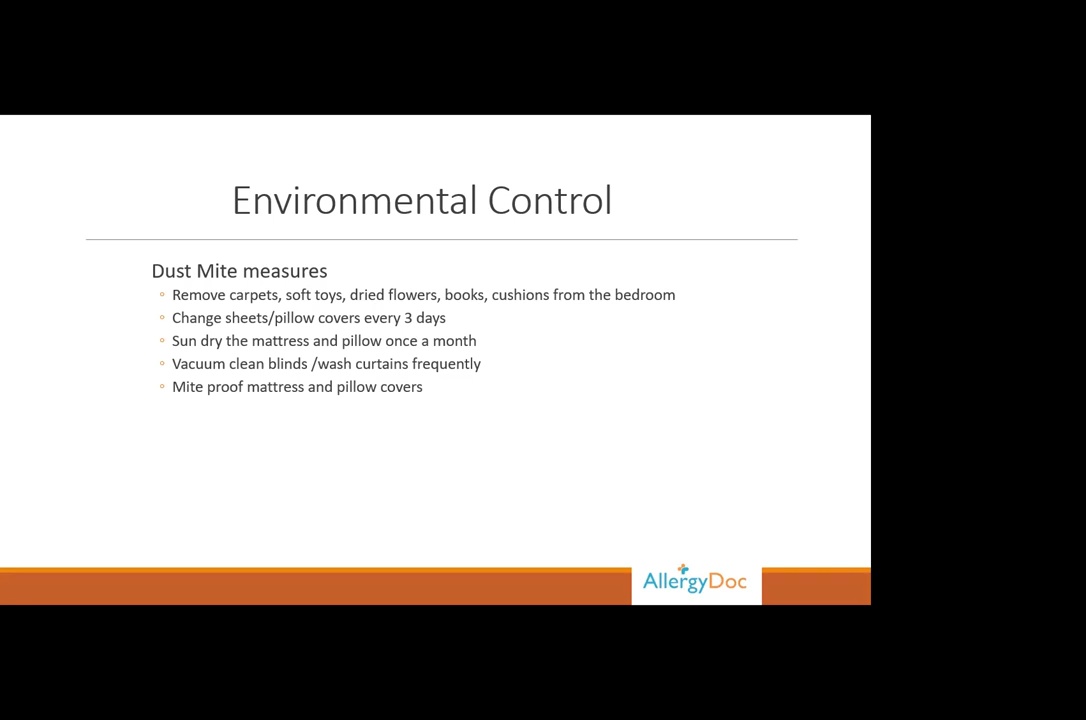 Environmental Control
Dust Mite measures
◦ Remove carpets, soft toys, dried flowers, books, cushions from the bedroom
◦ Change sheets/pillow covers every 3 days
◦ Sun dry the mattress and pillow once a month
◦ Vacuum clean blinds /wash curtains frequently
◦ Mite proof mattress and pillow covers
AllergyDoc